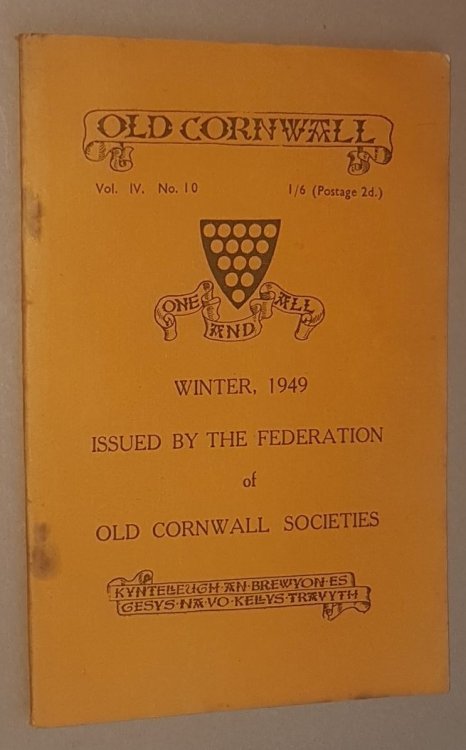 OLD CORNWALL
Vol. IV. No. 10 1/6 (Postage 2d.)
ONE AND ALL
WINTER, 1949
ISSUED BY THE FEDERATION
of
OLD CORNWALL SOCIETIES
KYNTELLEUGH·AN·BREWYON·ES
GESYS·NA·VO·KELLYS·TRAVYTH